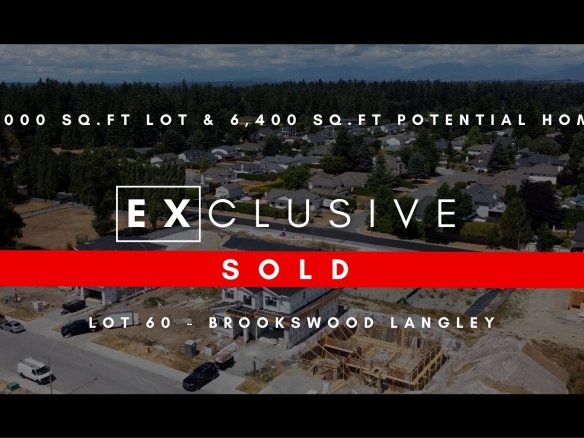 000 SQ.FT LOT & 6,400 SQ.FT POTENTIAL HOM
EXCLUSIVE
SOLD
LOT 60 - BROOKSWOOD LANGLEY